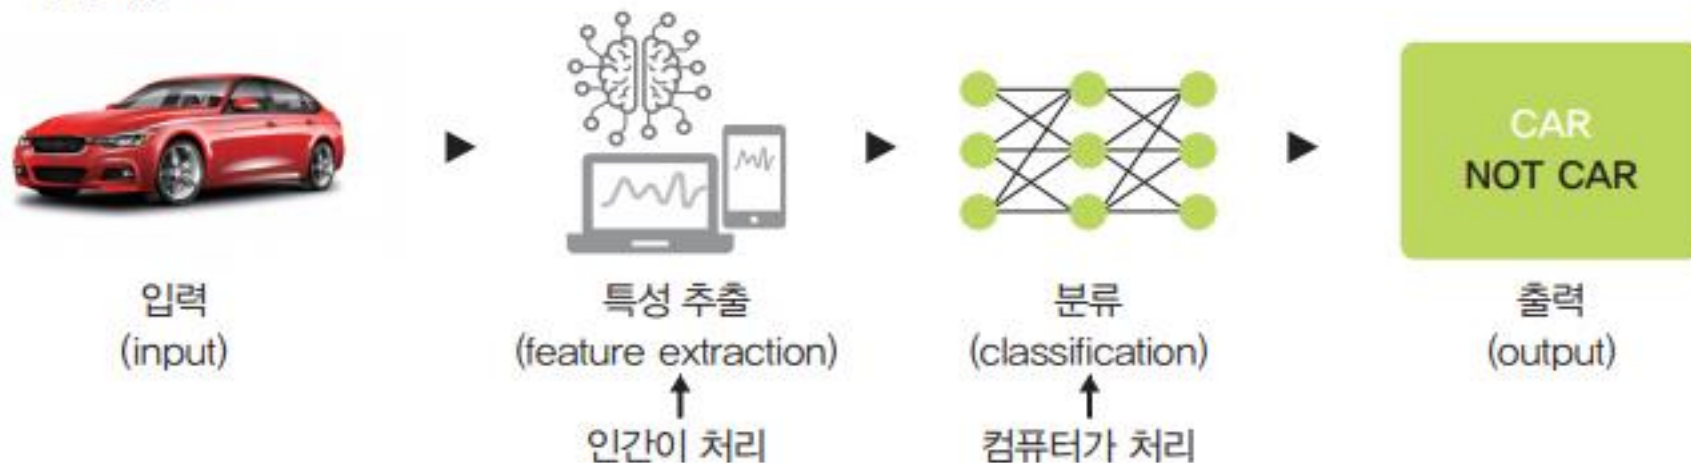 CAR
NOT CAR
입력
(input)
특성 추출
(feature extraction)
분류
(classification)
출력
(output)
인간이 처리
컴퓨터가 처리